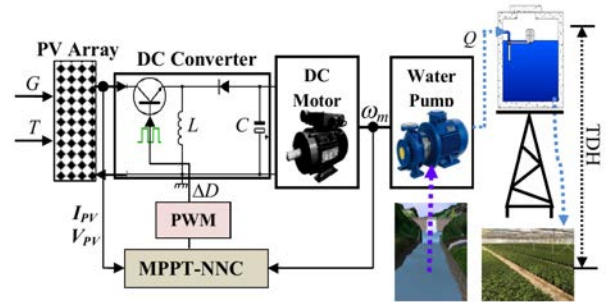 PV Array
DC Converter
G
T
L
C
DC
Motor
ωm
Water
Pump
Q
TDH
ΔD
PWM
IPV
VPV
MPPT-NNC